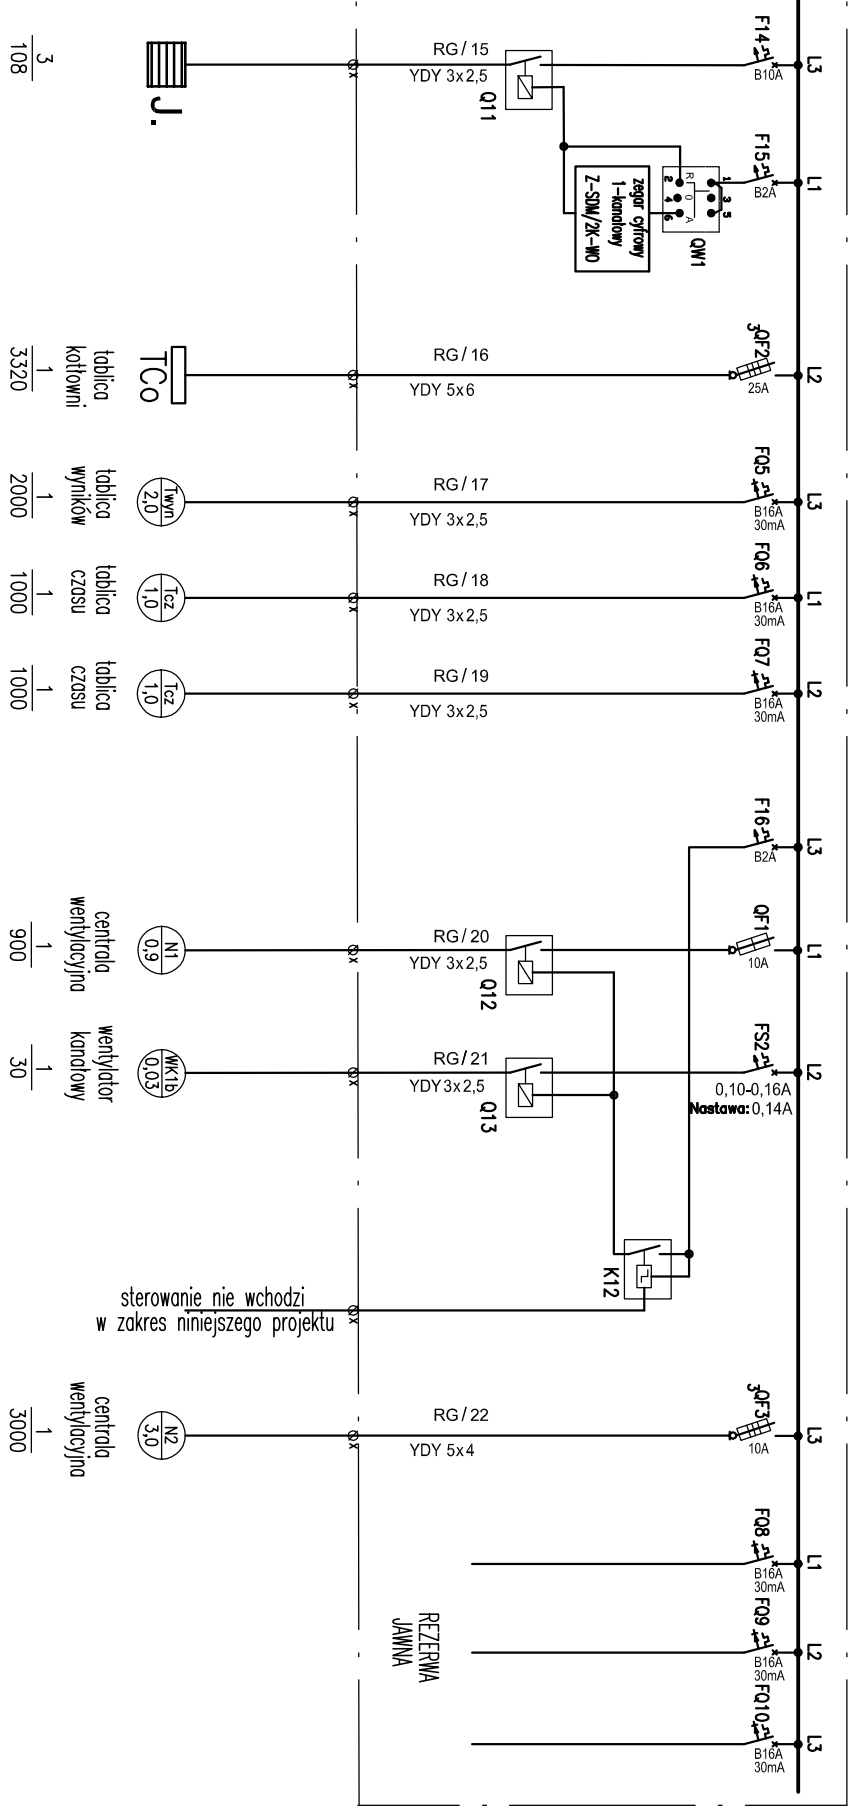 3
108
J.
RG/15
YDY 3x2,5
Q11
F14
B10A
L3
F15
B2A
L1
zegar cyfrowy
1-kanałowy
Z-SDM/2K-WO
1
3
5
R
0
A
2
4
6
QW1
x
tablica
kotłowni
1
3320
TCo
RG/16
YDY 5x6
3
QF2
25A
L2
x
tablica
wyników
1
2000
Twyn
2,0
RG/17
YDY 3x2,5
FQ5
B16A
30mA
L3
x
tablica
czasu
1
1000
Tcz
1,0
RG/18
YDY 3x2,5
FQ6
B16A
30mA
L1
x
tablica
czasu
1
1000
Tcz
1,0
RG/19
YDY 3x2,5
FQ7
B16A
30mA
L2
x
F16
B2A
L3
centrala
wentylacyjna
1
900
N1
0,9
RG/20
YDY 3x2,5
Q12
QF1
10A
L1
x
wentylator
kanałowy
1
30
WK1b
0,03
RG/21
YDY3x2,5
Q13
FS2
0,10-0,16A
Nastawa: 0,14A
L2
x
K12
sterowanie nie wchodzi
w zakres niniejszego projektu
x
centrala
wentylacyjna
1
3000
N2
3,0
RG/22
YDY 5x4
3
QF3
10A
L3
x
FQ8
B16A
30mA
L1
REZERWA
JAWNA
FQ9
B16A
30mA
L2
FQ10
B16A
30mA
L3